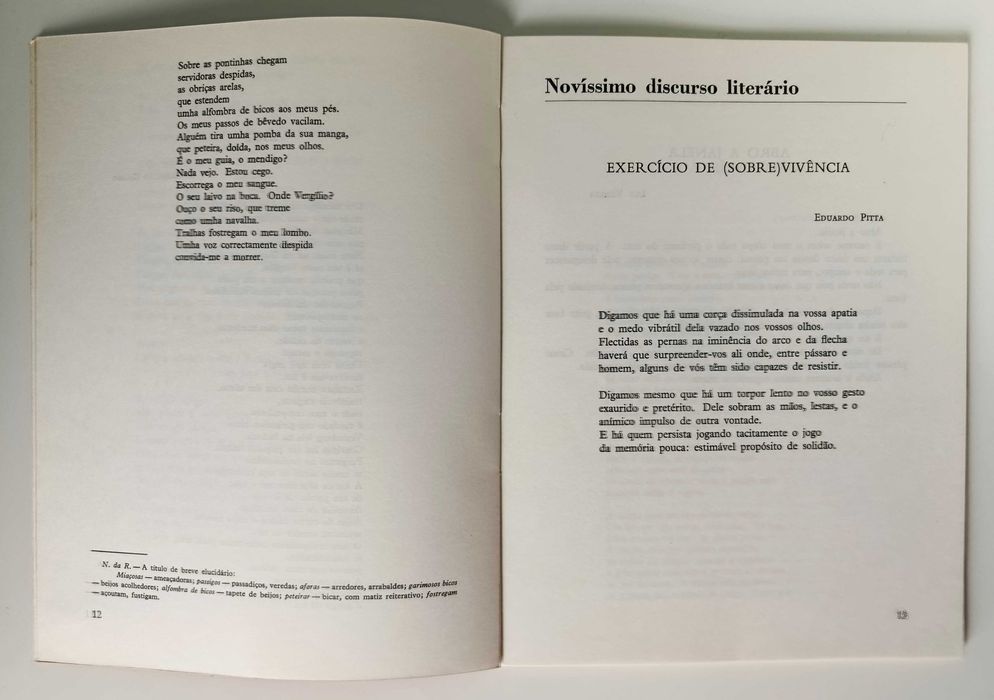 Sobre as pontinhas chegam
servidoras despidas,
as obriças arelas,
que estendem
umha alfombra de bicos aos meus pés.
Os meus passos de bêvedo vacilam.
Alguém tira umha pomba da sua manga,
que peteira, doída, nos meus olhos.
É o meu guia, o mendigo?
Nada vejo. Estou cego.
Escorrega o meu sangue.
O seu laivo na boca. Onde Vergílio?
Ouço o seu riso, que treme
como umha navalha.
Tralhas fostregam o meu lombo.
Umha voz correctamente despida
convida-me a morrer.
N. da R. — A título de breve elucidário:
Miaçosas — ameaçadoras; passigos — passadiços, veredas; aforas — arredores, arrabaldes; garimosos bicos
— beijos acolhedores; alfombra de bicos — tapete de beijos; peteirar — bicar, com matiz reiterativo; fostregam
— açoutam, fustigam.
12
Novíssimo discurso literário
EXERCÍCIO DE (SOBRE)VIVÊNCIA
Eduardo Pitta
Digamos que há uma corça dissimulada na vossa apatia
e o medo vibrátil dela vazado nos vossos olhos.
Flectidas as pernas na iminência do arco e da flecha
haverá que surpreender-vos ali onde, entre pássaro e
homem, alguns de vós têm sido capazes de resistir.
Digamos mesmo que há um torpor lento no vosso gesto
exaurido e pretérito. Dele sobram as mãos, lestas, e o
anímico impulso de outra vontade.
E há quem persista jogando tacitamente o jogo
da memória pouca: estimável propósito de solidão.
13